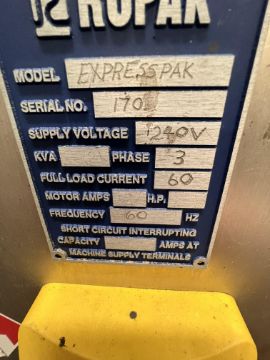 ROPAK
MODEL EXPRESSPAK
SERIAL NO. 170
SUPPLY VOLTAGE 240V
KVA PHASE 3
FULL LOAD CURRENT 60
MOTOR AMPS H.P.
FREQUENCY 60 HZ
SHORT CIRCUIT INTERRUPTING
CAPACITY AMPS AT
MACHINE SUPPLY TERMINALS